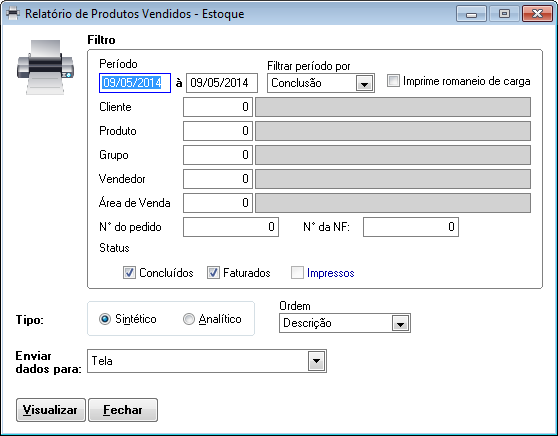 Relatório de Produtos Vendidos - Estoque
Filtro
Período
Filtrar período por
09/05/2014 à 09/05/2014 Conclusão Imprime romaneio de carga
Cliente 0
Produto 0
Grupo 0
Vendedor 0
Área de Venda 0
N° do pedido 0 N° da NF: 0
Status
Concluídos Faturados Impressos
Ordem
Tipo: Sintético Analítico Descrição
Enviar
dados para: Tela
Visualizar Fechar